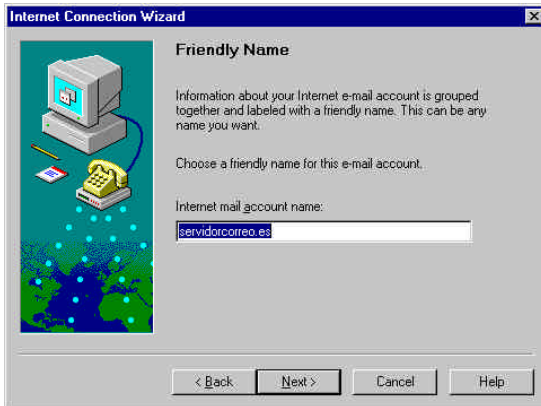 Internet Connection Wizard
Friendly Name
Information about your Internet e-mail account is grouped
together and labeled with a friendly name. This can be any
name you want.
Choose a friendly name for this e-mail account.
Internet mail account name:
servidorcorreo.es
< Back
Next >
Cancel
Help